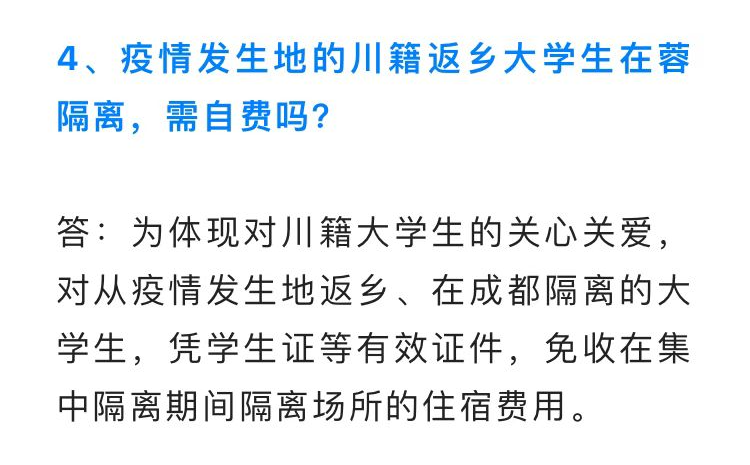 4、疫情发生地的川籍返乡大学生在蓉
隔离，需自费吗？
答：为体现对川籍大学生的关心关爱，
对从疫情发生地返乡、在成都隔离的大
学生，凭学生证等有效证件，免收在集
中隔离期间隔离场所的住宿费用。